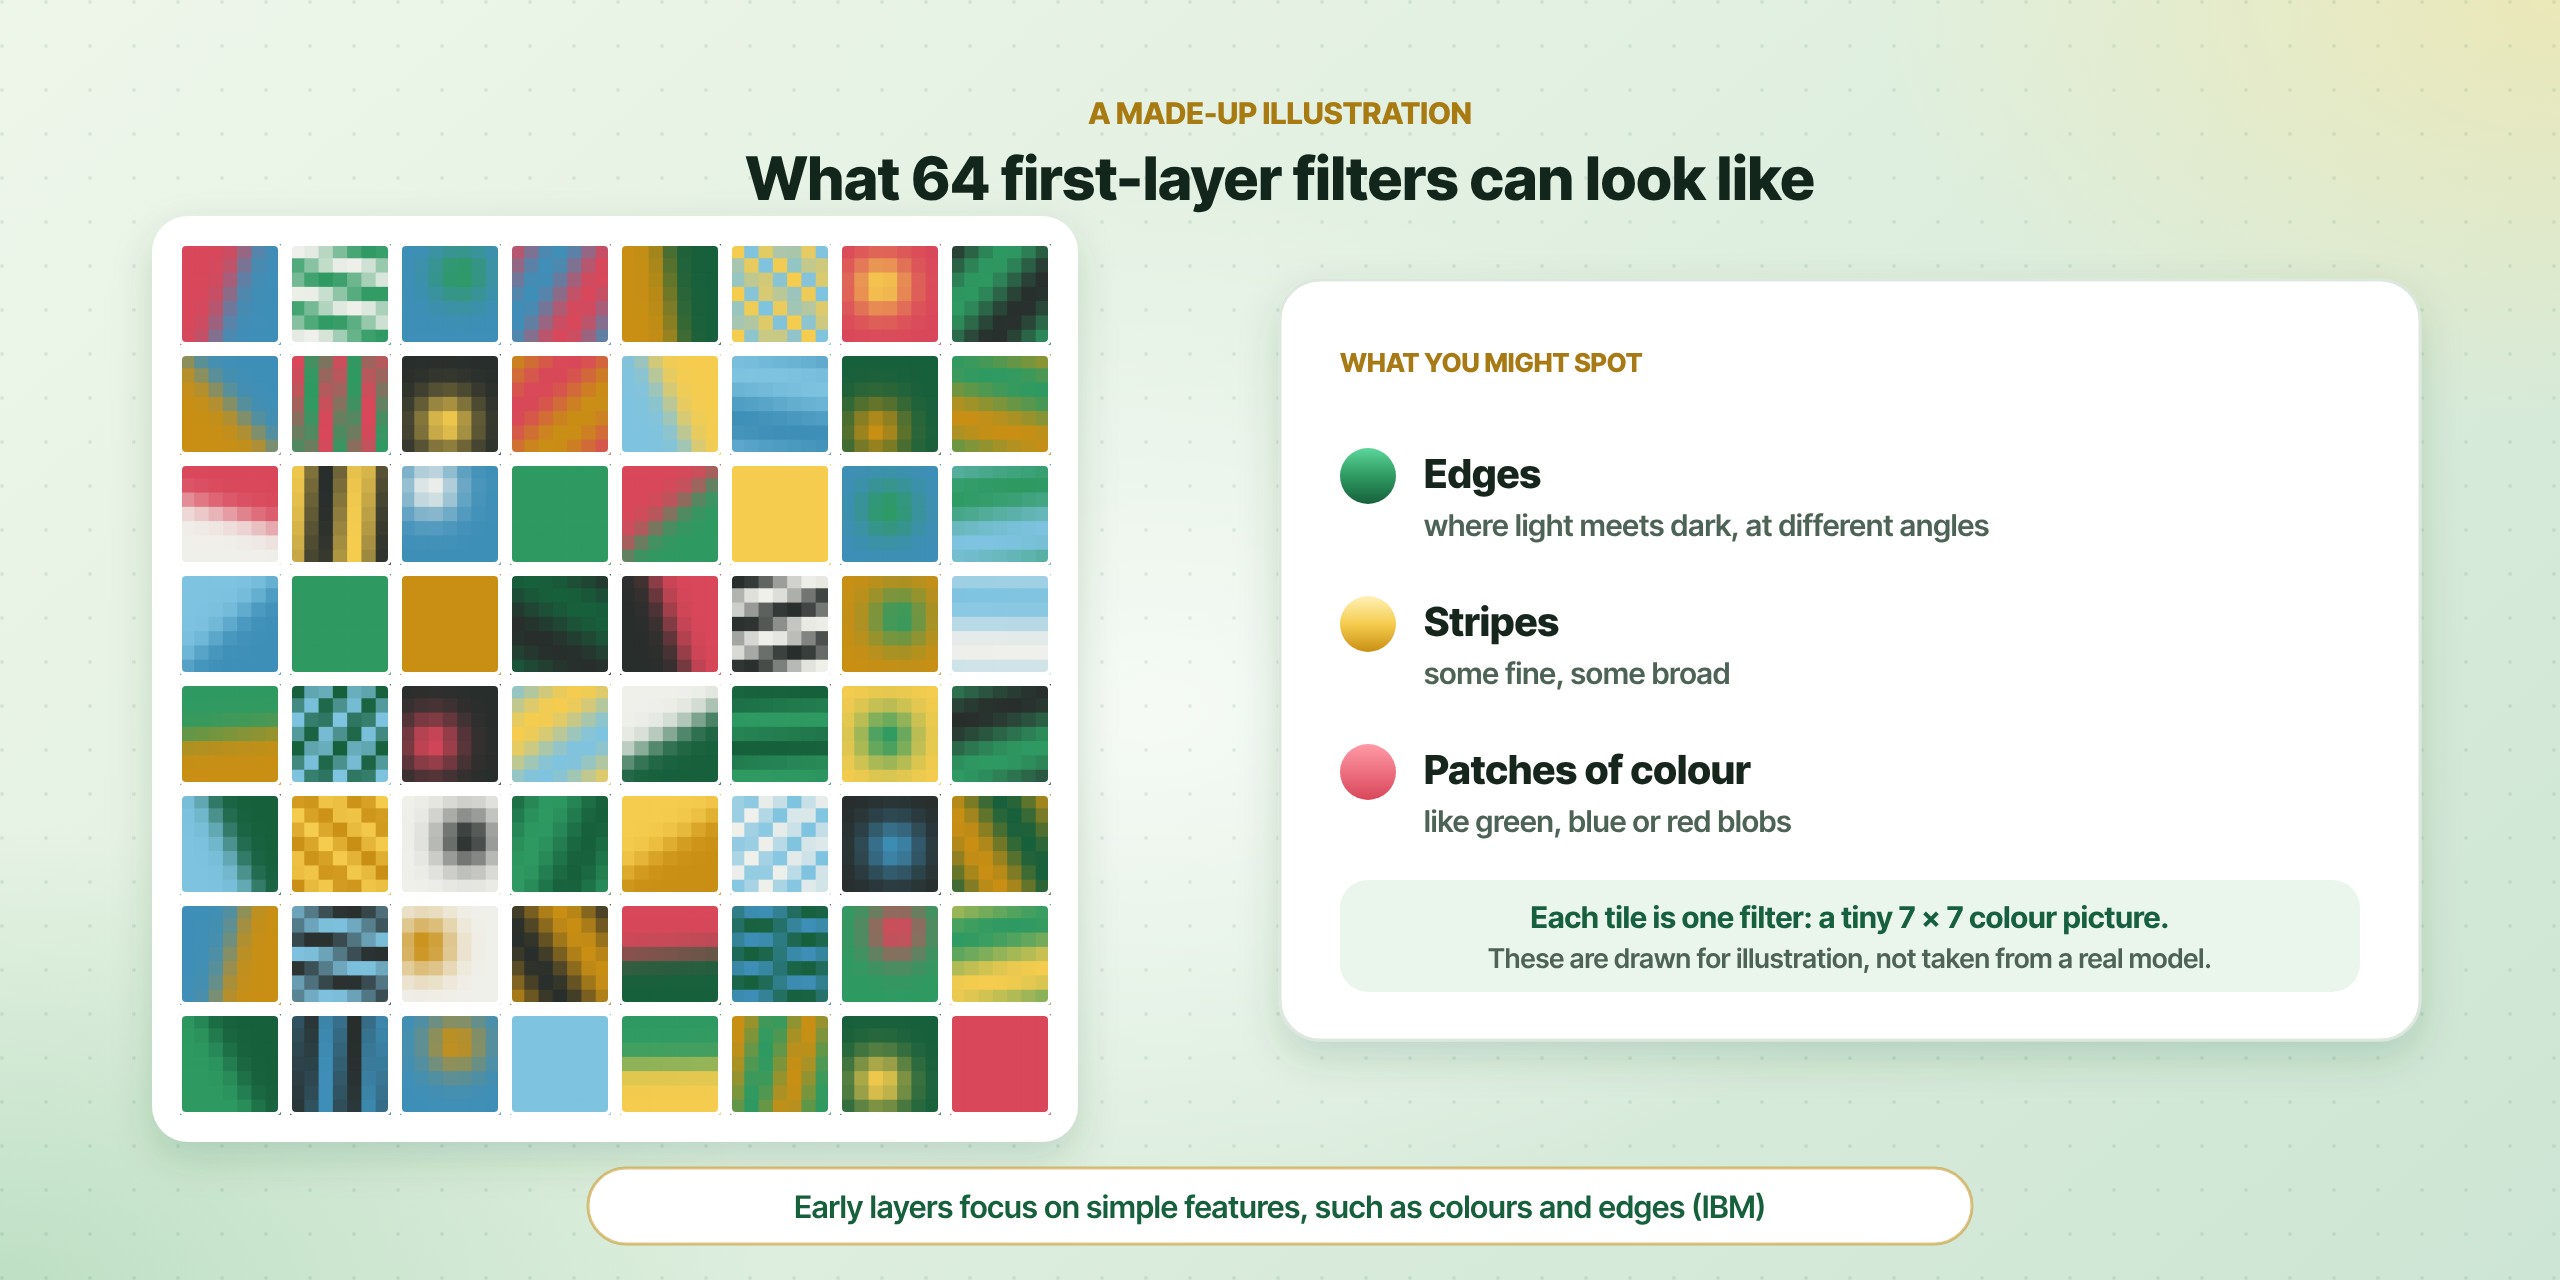 A MADE-UP ILLUSTRATION
What 64 first-layer filters can look like
WHAT YOU MIGHT SPOT
Edges
where light meets dark, at different angles
Stripes
some fine, some broad
Patches of colour
like green, blue or red blobs
Each tile is one filter: a tiny 7 × 7 colour picture.
These are drawn for illustration, not taken from a real model.
Early layers focus on simple features, such as colours and edges (IBM)